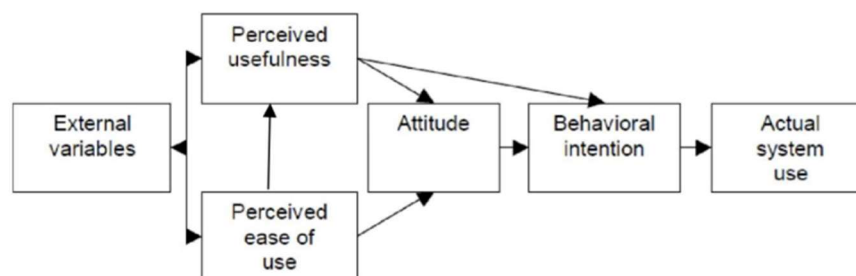 Perceived
usefulness
External
variables
Attitude
Behavioral
intention
Actual
system
use
Perceived
ease of
use